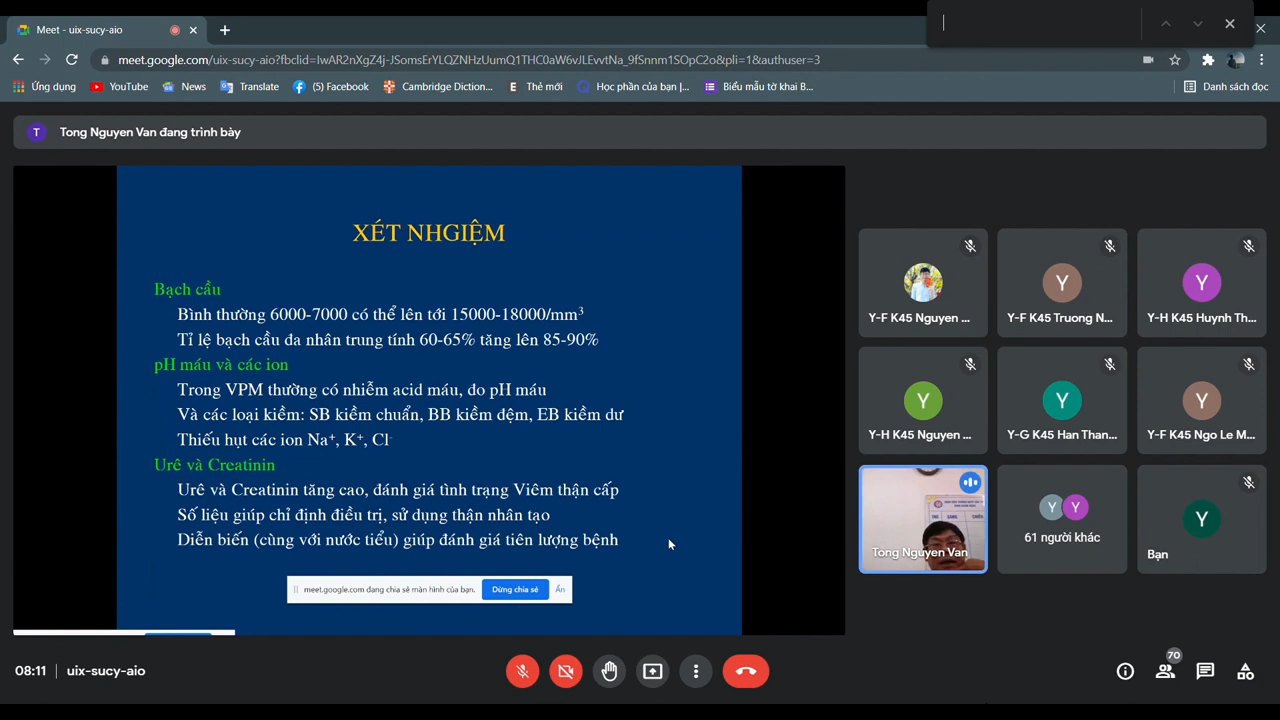 Meet - uix-sucy-aio
meet.google.com/uix-sucy-aio?fbclid=IwAR2nXgZ4j-JSomsErYLQZNHzUumQ1THC0aW6vJLEvvtNa_9fSnnm1SOpC2o&pli=1&authuser=3
Ứng dụng YouTube News Translate (5) Facebook Cambridge Diction... E Thẻ mới Học phần của bạn |... Biểu mẫu tờ khai B... Danh sách đọc
T Tong Nguyen Van đang trình bày
XÉT NHGIỆM
Bạch cầu
Bình thường 6000-7000 có thể lên tới 15000-18000/mm³
Tỉ lệ bạch cầu đa nhân trung tính 60-65% tăng lên 85-90%
pH máu và các ion
Trong VPM thường có nhiễm acid máu, đo pH máu
Và các loại kiềm: SB kiềm chuẩn, BB kiềm đệm, EB kiềm dư
Thiếu hụt các ion Na⁺, K⁺, Cl⁻
Urê và Creatinin
Urê và Creatinin tăng cao, đánh giá tình trạng Viêm thận cấp
Số liệu giúp chỉ định điều trị, sử dụng thận nhân tạo
Diễn biến (cùng với nước tiểu) giúp đánh giá tiên lượng bệnh
meet.google.com đang chia sẻ màn hình của bạn. Dừng chia sẻ Ẩn
Y Y
Y-F K45 Nguyen ... Y-F K45 Truong N... Y-H K45 Huynh Th...
Y Y Y
Y-H K45 Nguyen ... Y-G K45 Han Than... Y-F K45 Ngo Le M...
Y Y Y
Tong Nguyen Van 61 người khác Bạn
08:11 | uix-sucy-aio
70